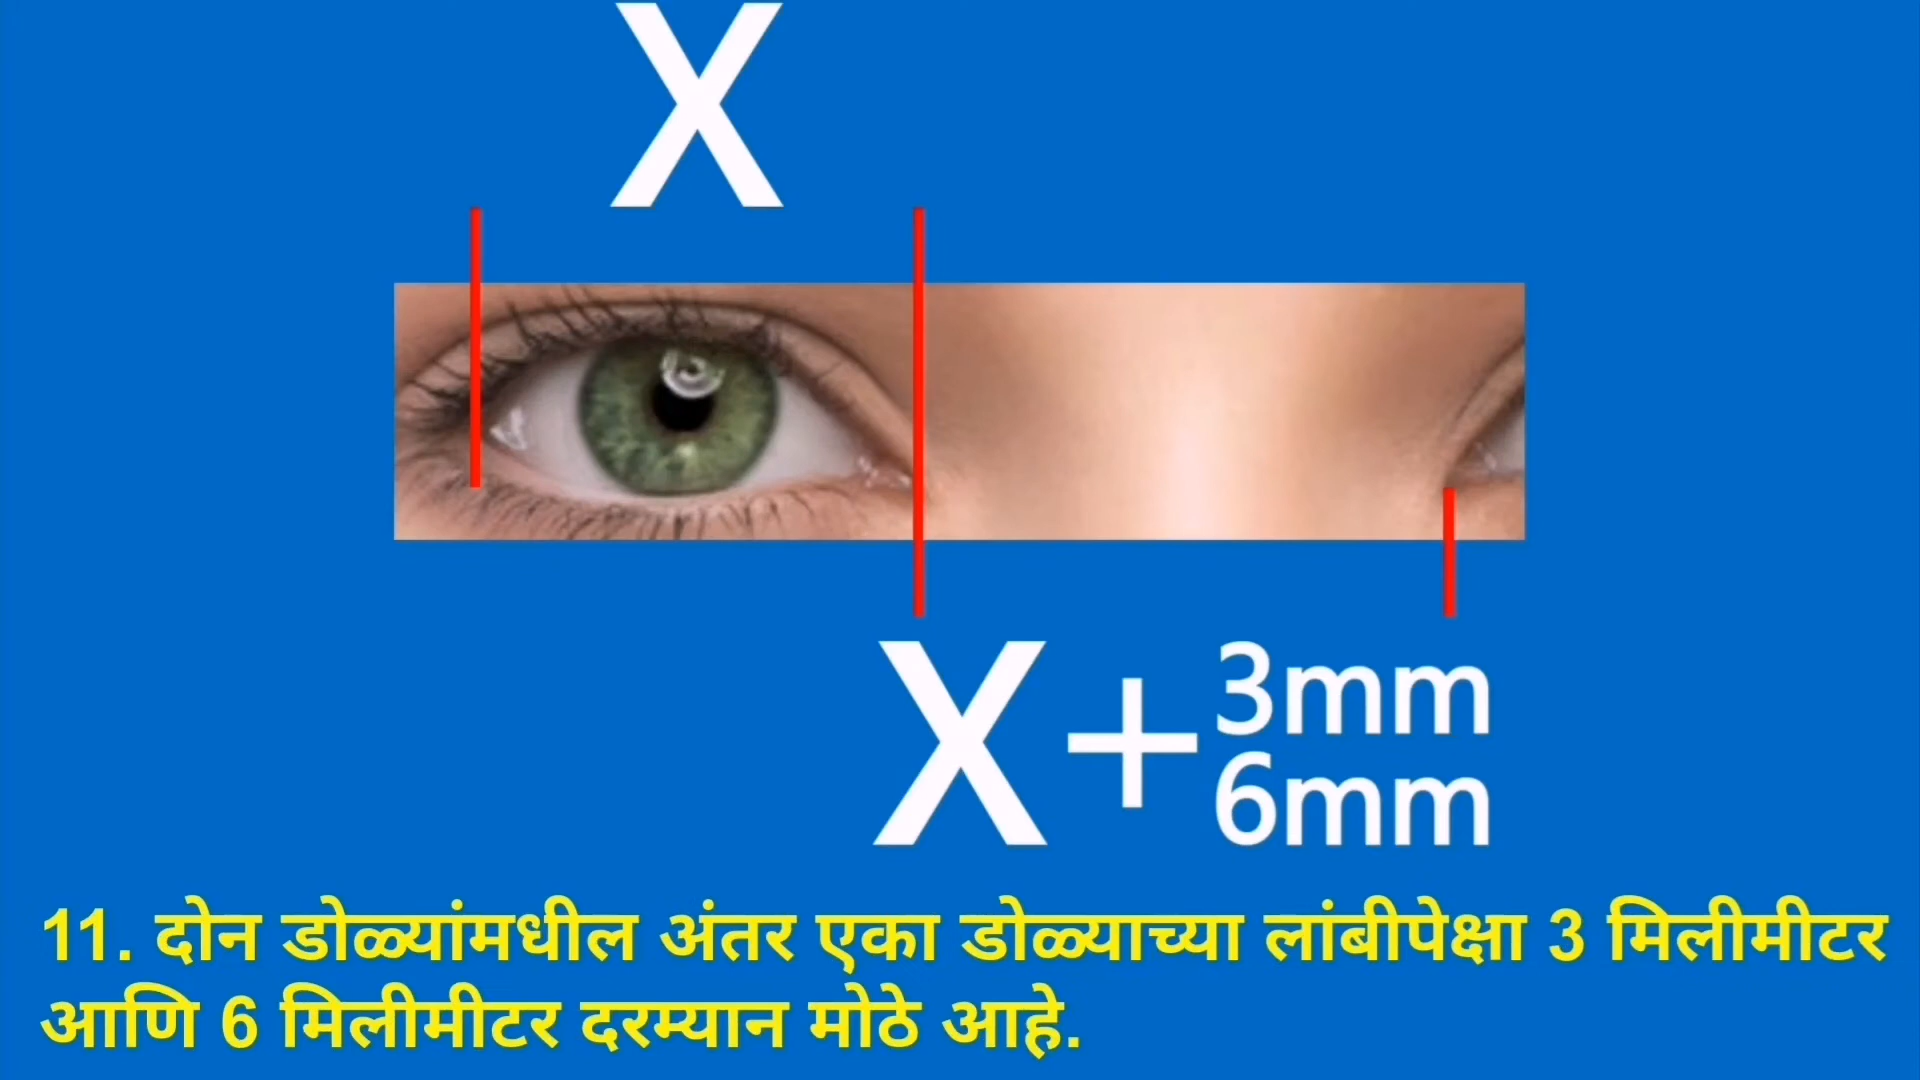 X
X+3mm
6mm
11. दोन डोळ्यांमधील अंतर एका डोळ्याच्या लांबीपेक्षा 3 मिलीमीटर
आणि 6 मिलीमीटर दरम्यान मोठे आहे.